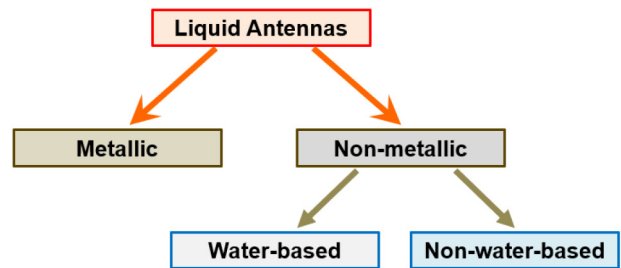 Liquid Antennas
Metallic
Non-metallic
Water-based
Non-water-based